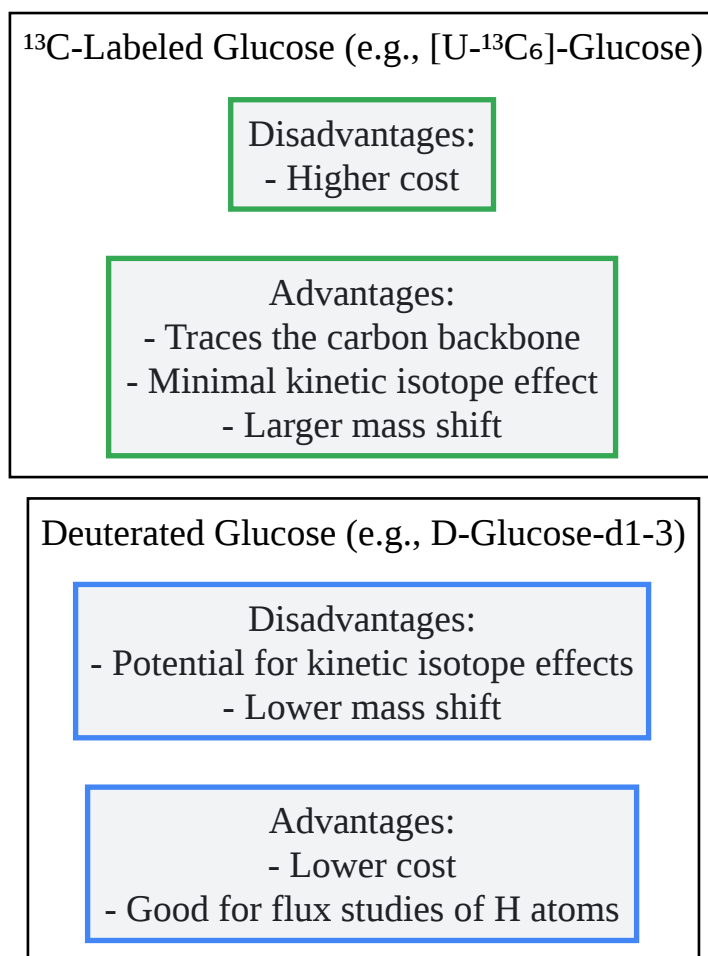 ¹³C-Labeled Glucose (e.g., [U-¹³C₆]-Glucose)
Disadvantages:
- Higher cost
Advantages:
- Traces the carbon backbone
- Minimal kinetic isotope effect
- Larger mass shift
Deuterated Glucose (e.g., D-Glucose-d1-3)
Disadvantages:
- Potential for kinetic isotope effects
- Lower mass shift
Advantages:
- Lower cost
- Good for flux studies of H atoms